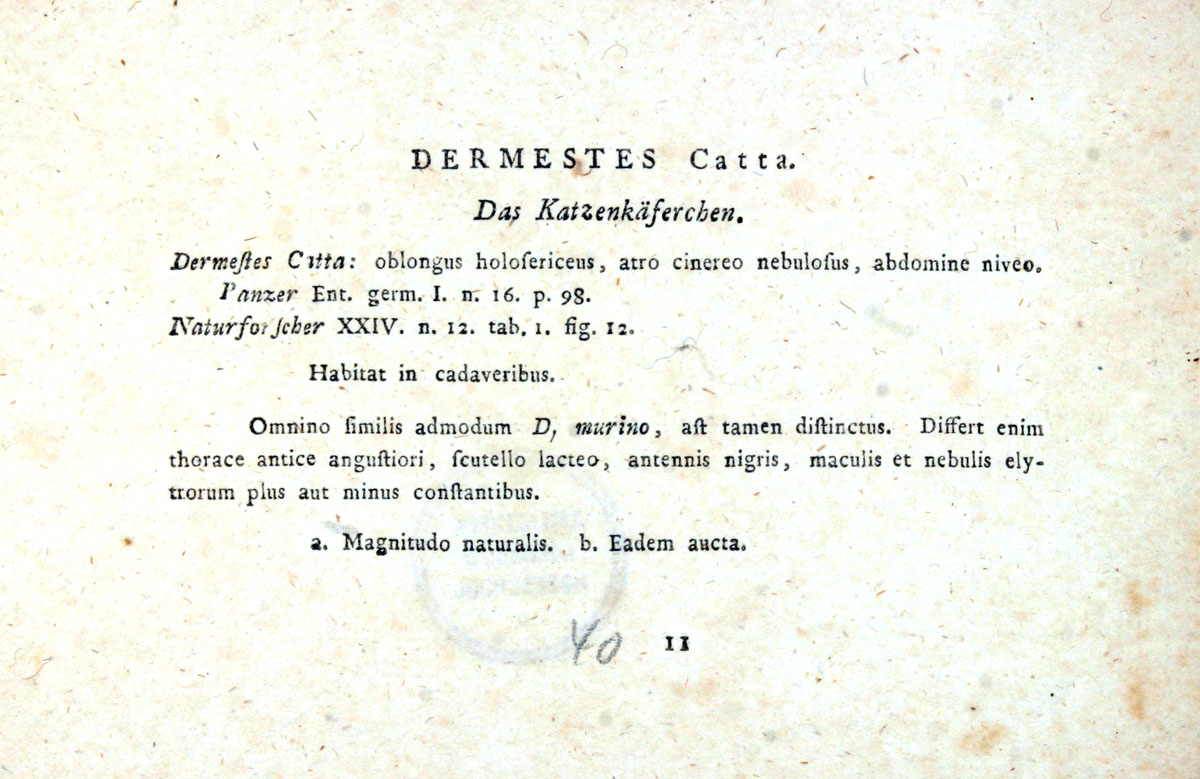 DERMESTES Catta.
Das Katzenkäferchen.
Dermeſtes Catta: oblongus holoſericeus, atro cinereo nebuloſus, abdomine niveo.
Panzer Ent. germ. I. n. 16. p. 98.
Naturforſcher XXIV. n. 12. tab. 1. fig. 12.
Habitat in cadaveribus.
Omnino ſimilis admodum D, murino, aſt tamen diſtinctus. Differt enim
thorace antice anguſtiori, ſcutello lacteo, antennis nigris, maculis et nebulis ely-
trorum plus aut minus conſtantibus.
a. Magnitudo naturalis. b. Eadem aucta.
40 11